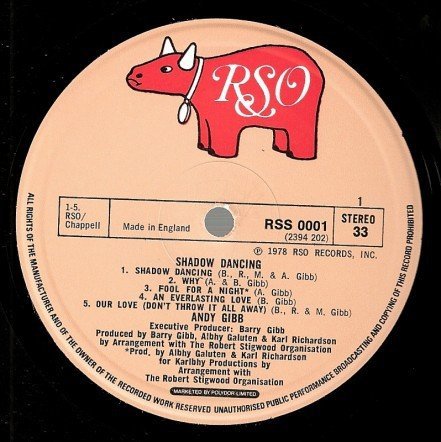 RSO
1-5.
RSO/
Chappell
Made in England
RSS 0001
(2394 202)
1
STEREO
33
℗ 1978 RSO RECORDS, INC.
SHADOW DANCING
1. SHADOW DANCING (B., R., M. & A. Gibb)
2. WHY (A. & B. Gibb)
3. FOOL FOR A NIGHT* (A. Gibb)
4. AN EVERLASTING LOVE (B. Gibb)
5. OUR LOVE (DON'T THROW IT ALL AWAY) (B., R. & M. Gibb)
ANDY GIBB
Executive Producer: Barry Gibb
Produced by Barry Gibb, Albhy Galuten & Karl Richardson
by Arrangement with The Robert Stigwood Organisation
*Prod. by Albhy Galuten & Karl Richardson
for Karlbhy Productions by
Arrangement with
The Robert Stigwood Organisation
MARKETED BY POLYDOR LIMITED
ALL RIGHTS OF THE MANUFACTURER AND OF THE OWNER OF THE RECORDED WORK RESERVED UNAUTHORISED PUBLIC PERFORMANCE BROADCASTING AND COPYING OF THIS RECORD PROHIBITED